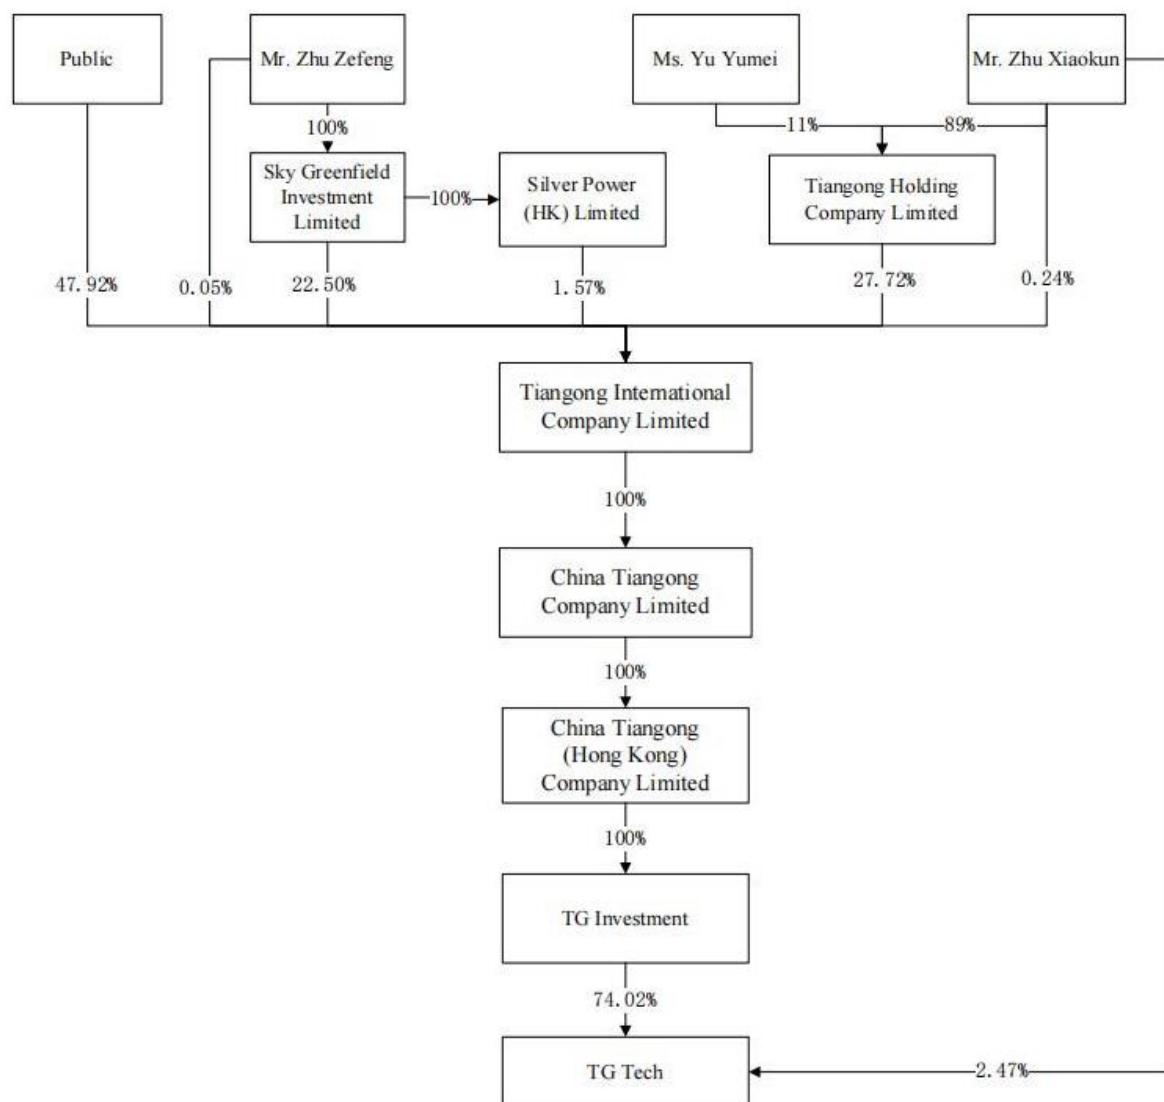 Public
Mr. Zhu Zefeng
Ms. Yu Yumei
Mr. Zhu Xiaokun
100%
11%
89%
Sky Greenfield
Investment
Limited
100%
Silver Power
(HK) Limited
Tiangong Holding
Company Limited
47.92%
0.05%
22.50%
1.57%
27.72%
0.24%
Tiangong International
Company Limited
100%
China Tiangong
Company Limited
100%
China Tiangong
(Hong Kong)
Company Limited
100%
TG Investment
74.02%
TG Tech
2.47%